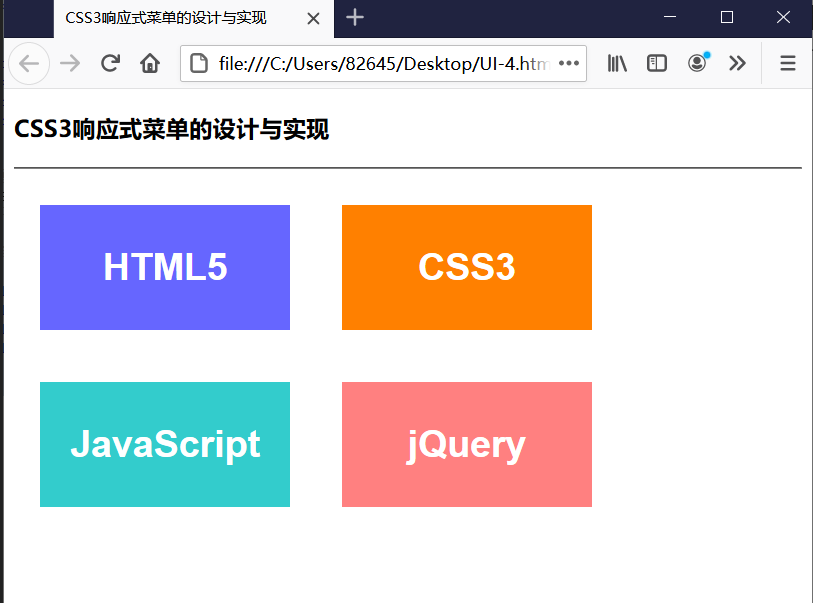 CSS3响应式菜单的设计与实现
file:///C:/Users/82645/Desktop/UI-4.htm
CSS3响应式菜单的设计与实现
HTML5
CSS3
JavaScript
jQuery